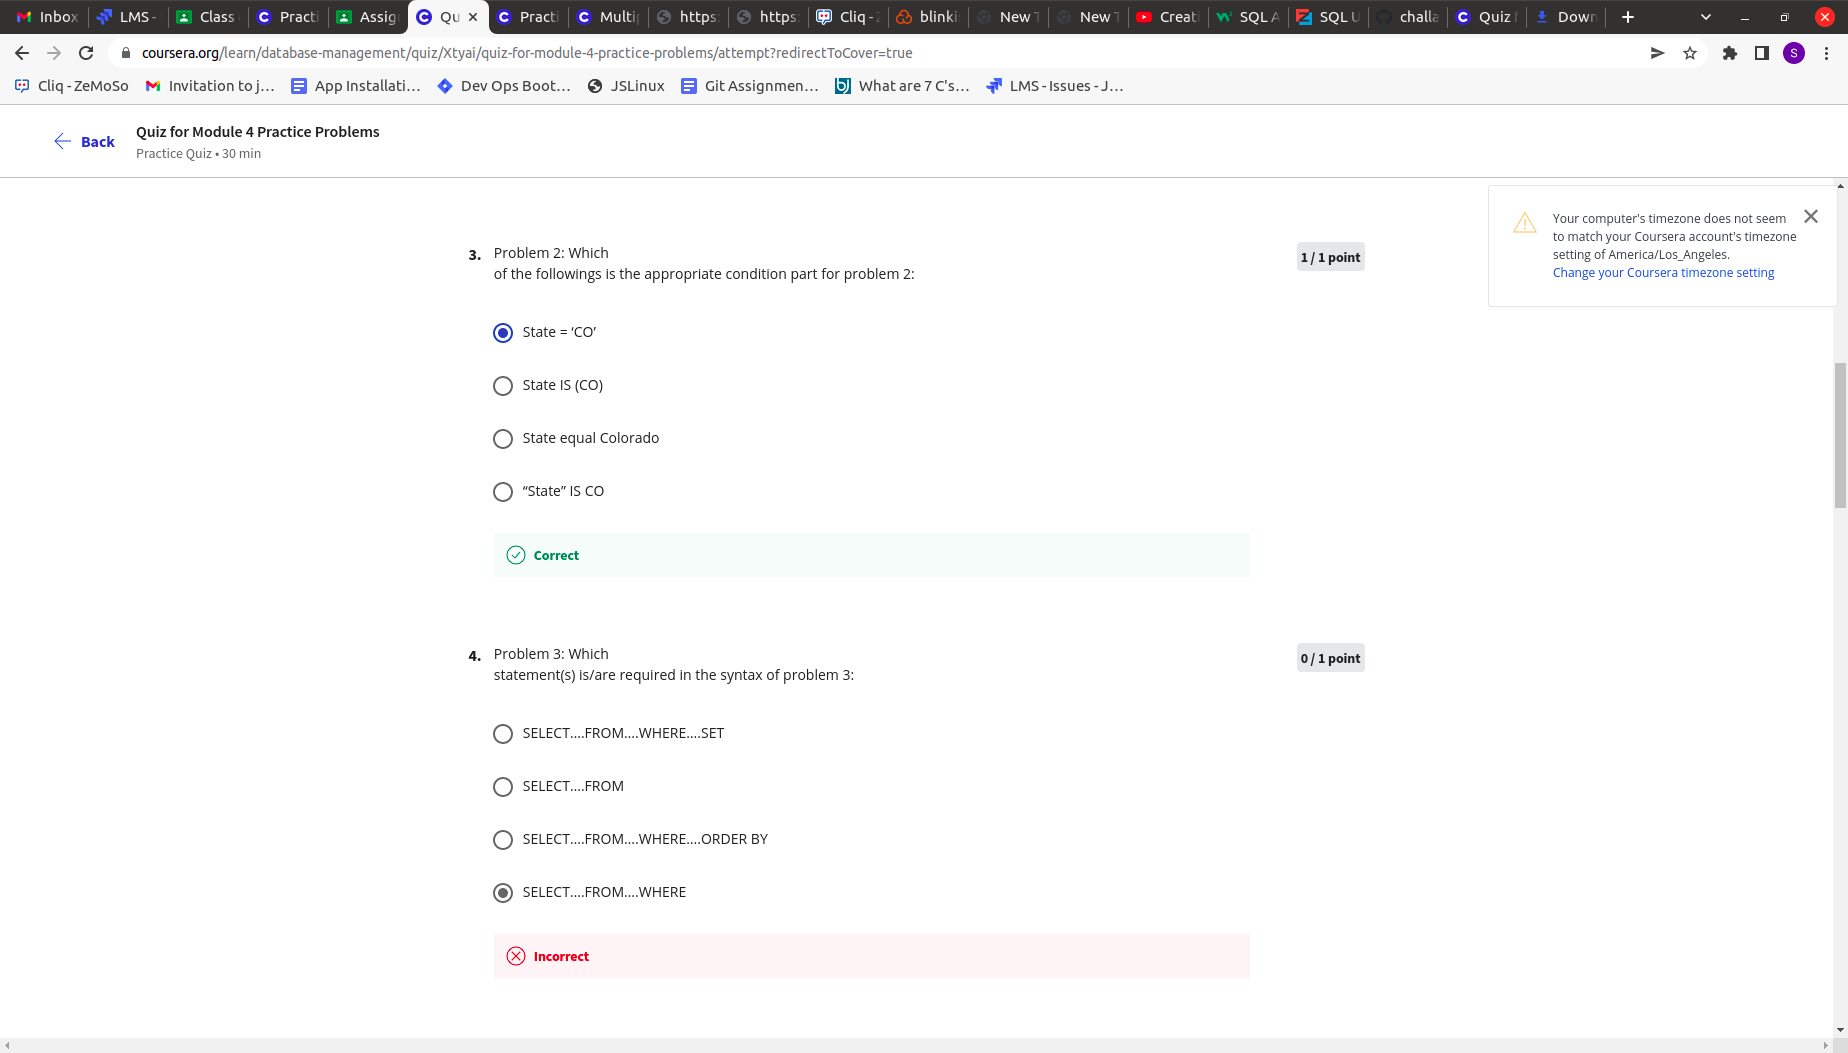 Inbox
LMS -
Class
Practi
Assig
Qu
Practi
Multip
https:
https:
Cliq - Z
blinki
New T
New T
Creati
SQL A
SQL U
challa
Quiz f
Down
coursera.org/learn/database-management/quiz/Xtyai/quiz-for-module-4-practice-problems/attempt?redirectToCover=true
S
Cliq - ZeMoSo
Invitation to j...
App Installati...
Dev Ops Boot...
JSLinux
Git Assignmen...
What are 7 C's...
LMS - Issues - J...
Back
Quiz for Module 4 Practice Problems
Practice Quiz • 30 min
Your computer's timezone does not seem
to match your Coursera account's timezone
setting of America/Los_Angeles.
Change your Coursera timezone setting
3.
Problem 2: Which
of the followings is the appropriate condition part for problem 2:
1 / 1 point
State = ‘CO’
State IS (CO)
State equal Colorado
“State” IS CO
Correct
4.
Problem 3: Which
statement(s) is/are required in the syntax of problem 3:
0 / 1 point
SELECT....FROM....WHERE....SET
SELECT....FROM
SELECT....FROM....WHERE....ORDER BY
SELECT....FROM....WHERE
Incorrect